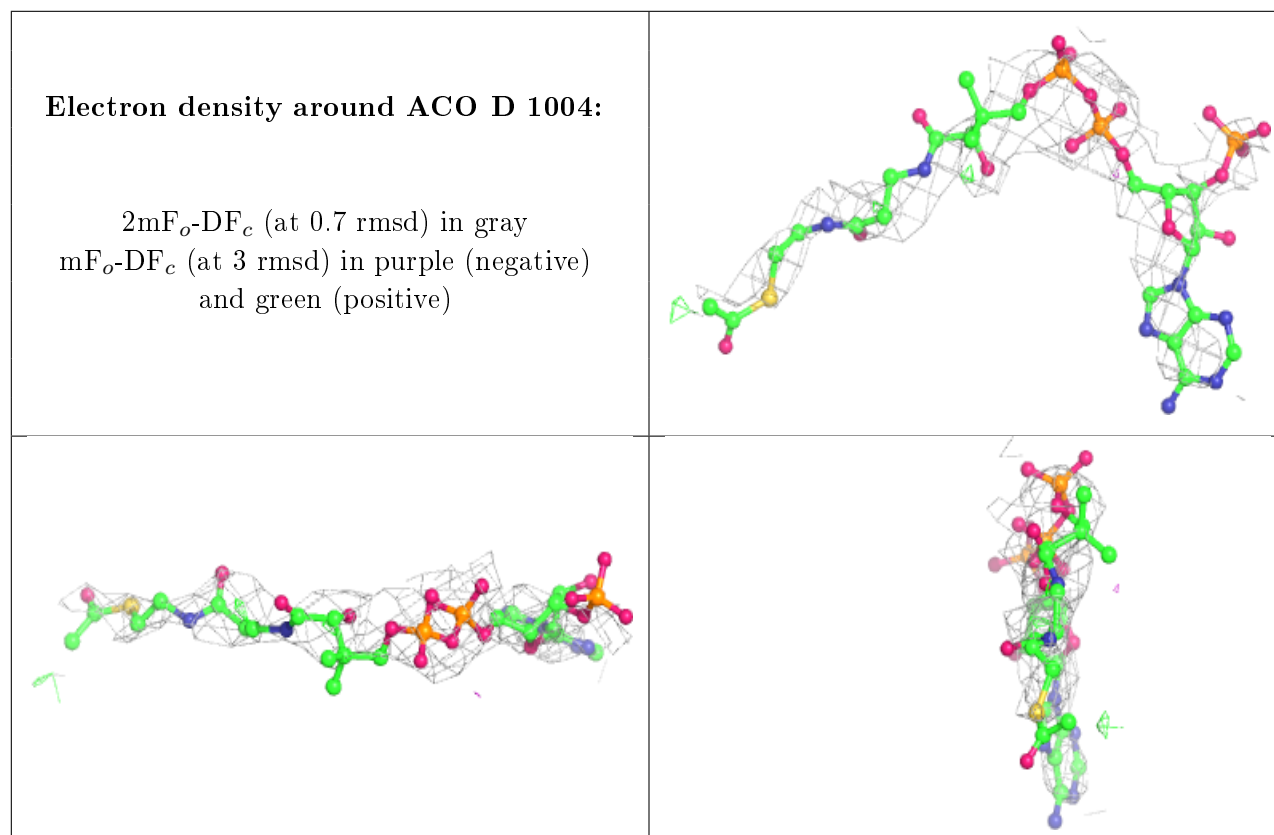 Electron density around ACO D 1004:
2mFo-DFc (at 0.7 rmsd) in gray
mFo-DFc (at 3 rmsd) in purple (negative)
and green (positive)